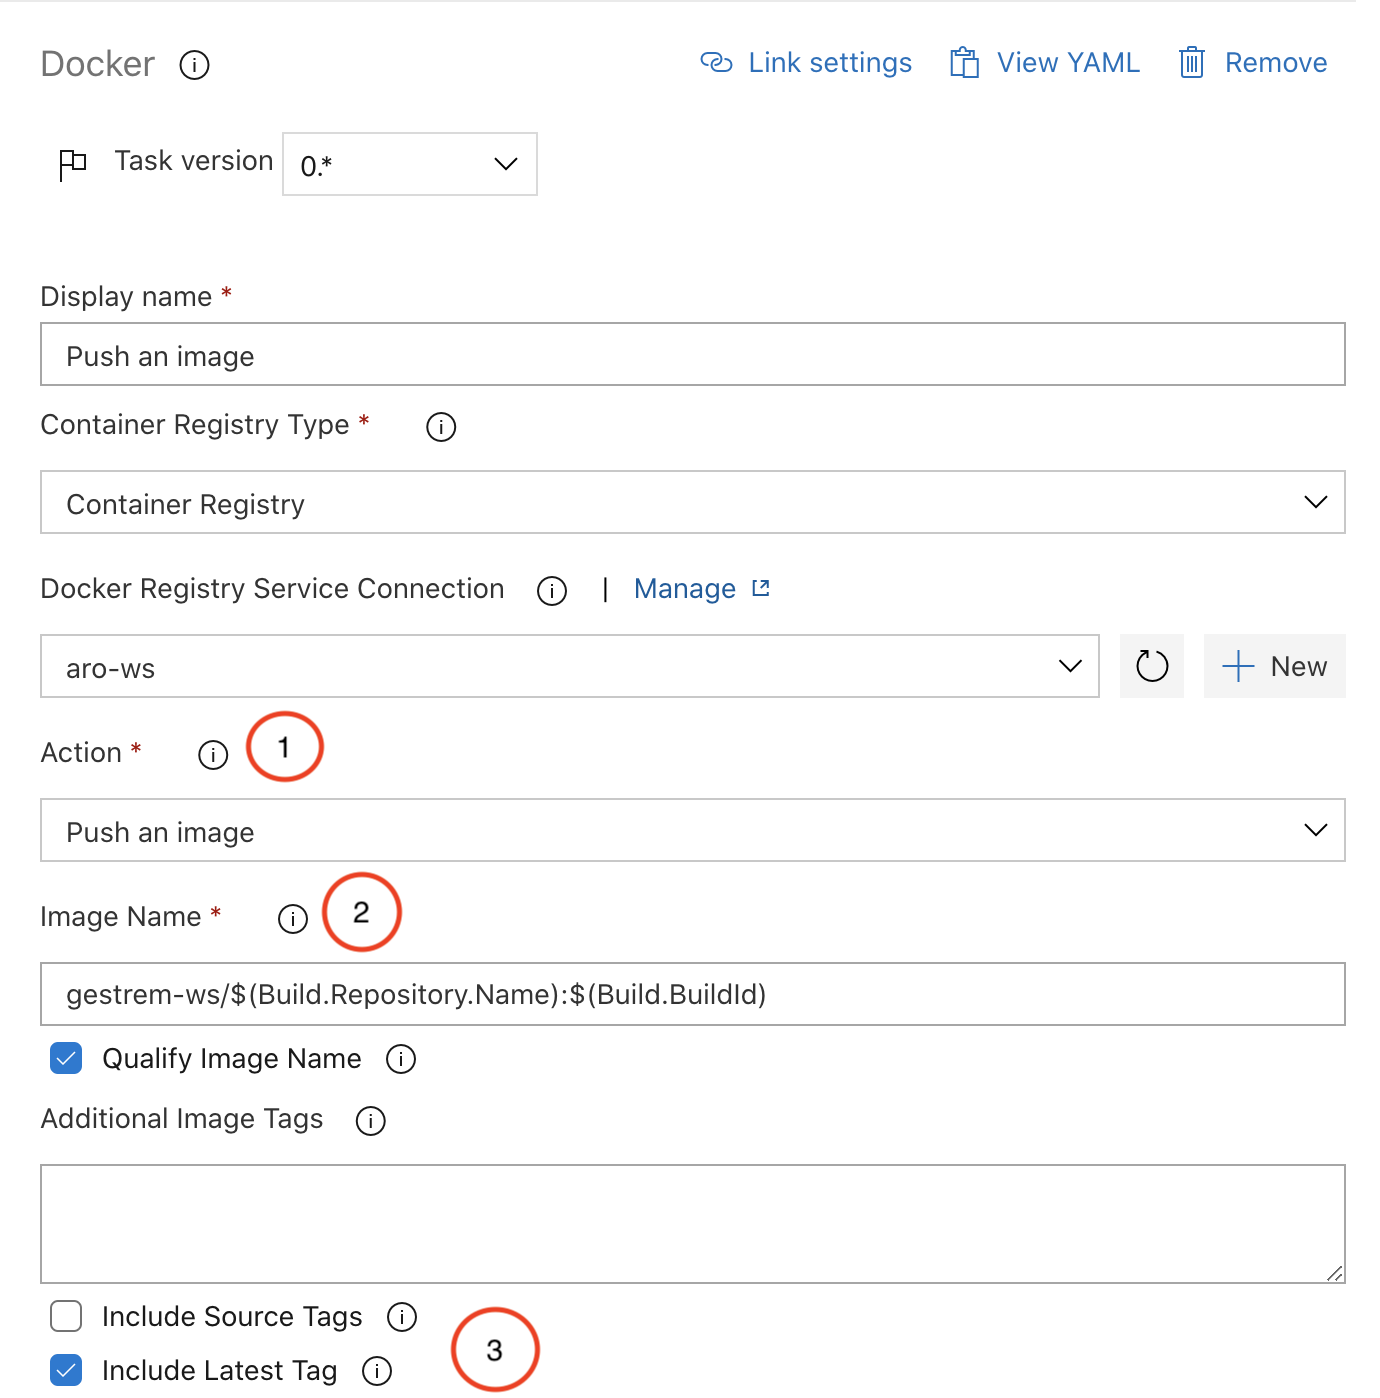 Docker Link settings View YAML Remove
Task version 0.*
Display name *
Push an image
Container Registry Type *
Container Registry
Docker Registry Service Connection | Manage
aro-ws New
Action * 1
Push an image
Image Name * 2
gestrem-ws/$(Build.Repository.Name):$(Build.BuildId)
Qualify Image Name
Additional Image Tags
Include Source Tags
3
Include Latest Tag